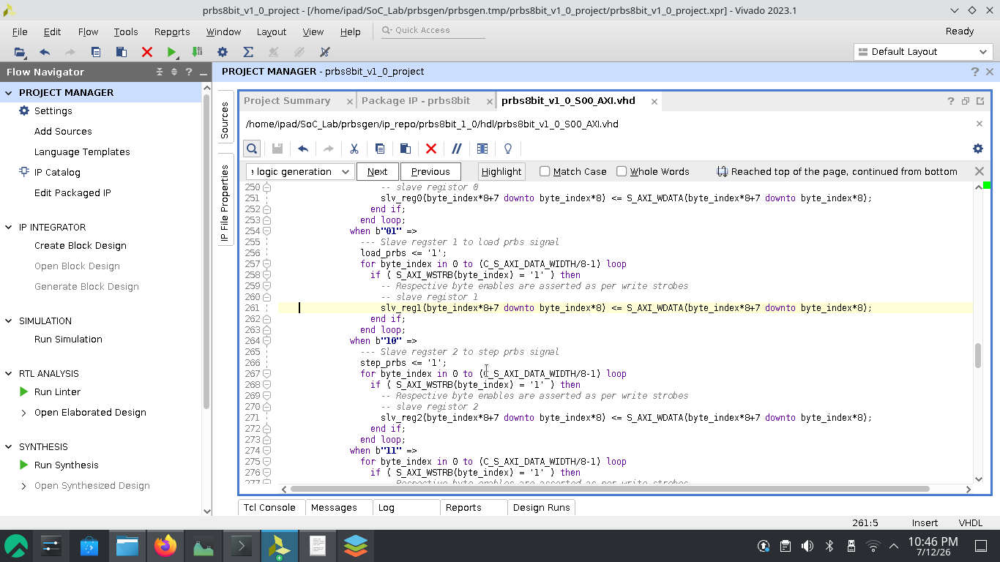 prbs8bit_v1_0_project - [/home/ipad/SoC_Lab/prbsgen/prbsgen.tmp/prbs8bit_v1_0_project/prbs8bit_v1_0_project.xpr] - Vivado 2023.1
File Edit Flow Tools Reports Window Layout View Help Quick Access Ready
Default Layout
Flow Navigator
PROJECT MANAGER - prbs8bit_v1_0_project
PROJECT MANAGER
Settings
Add Sources
Language Templates
IP Catalog
Edit Packaged IP
IP INTEGRATOR
Create Block Design
Open Block Design
Generate Block Design
SIMULATION
Run Simulation
RTL ANALYSIS
Run Linter
Open Elaborated Design
SYNTHESIS
Run Synthesis
Open Synthesized Design
Sources
IP File Properties
Project Summary Package IP - prbs8bit prbs8bit_v1_0_S00_AXI.vhd
/home/ipad/SoC_Lab/prbsgen/ip_repo/prbs8bit_1_0/hdl/prbs8bit_v1_0_S00_AXI.vhd
logic generation Next Previous Highlight Match Case Whole Words Reached top of the page, continued from bottom
250 -- slave registor 0
251 slv_reg0(byte_index*8+7 downto byte_index*8) <= S_AXI_WDATA(byte_index*8+7 downto byte_index*8);
252 end if;
253 end loop;
254 when b"01" =>
255 --- Slave regster 1 to load prbs signal
256 load_prbs <= '1';
257 for byte_index in 0 to (C_S_AXI_DATA_WIDTH/8-1) loop
258 if ( S_AXI_WSTRB(byte_index) = '1' ) then
259 -- Respective byte enables are asserted as per write strobes
260 -- slave registor 1
261 slv_reg1(byte_index*8+7 downto byte_index*8) <= S_AXI_WDATA(byte_index*8+7 downto byte_index*8);
262 end if;
263 end loop;
264 when b"10" =>
265 --- Slave regster 2 to step prbs signal
266 step_prbs <= '1';
267 for byte_index in 0 to (C_S_AXI_DATA_WIDTH/8-1) loop
268 if ( S_AXI_WSTRB(byte_index) = '1' ) then
269 -- Respective byte enables are asserted as per write strobes
270 -- slave registor 2
271 slv_reg2(byte_index*8+7 downto byte_index*8) <= S_AXI_WDATA(byte_index*8+7 downto byte_index*8);
272 end if;
273 end loop;
274 when b"11" =>
275 for byte_index in 0 to (C_S_AXI_DATA_WIDTH/8-1) loop
276 if ( S_AXI_WSTRB(byte_index) = '1' ) then
277 -- Respective byte enables are asserted as per write strobes
Tcl Console Messages Log Reports Design Runs
261:5 Insert VHDL
10:46 PM
7/12/26